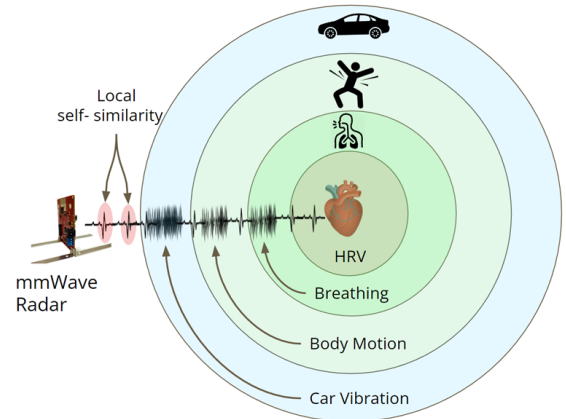 Local
self- similarity
mmWave
Radar
HRV
Breathing
Body Motion
Car Vibration